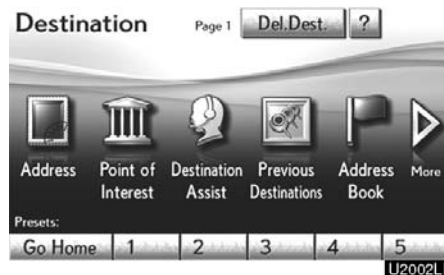 Destination Page 1 Del.Dest. ?
Address Point of Interest Destination Assist Previous Destinations Address Book More
Presets:
Go Home 1 2 3 4 5
U2002L